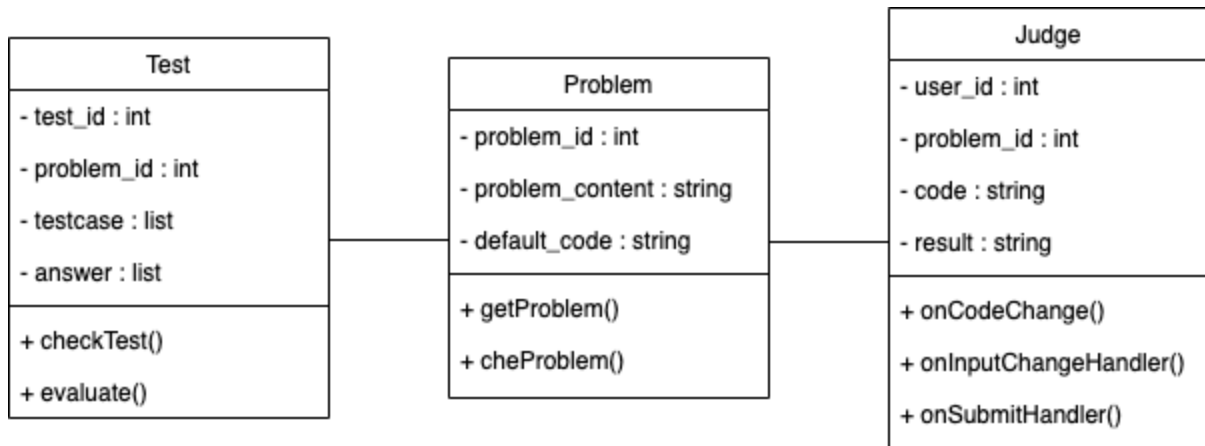 Test
- test_id : int
- problem_id : int
- testcase : list
- answer : list
+ checkTest()
+ evaluate()
Problem
- problem_id : int
- problem_content : string
- default_code : string
+ getProblem()
+ cheProblem()
Judge
- user_id : int
- problem_id : int
- code : string
- result : string
+ onCodeChange()
+ onInputChangeHandler()
+ onSubmitHandler()